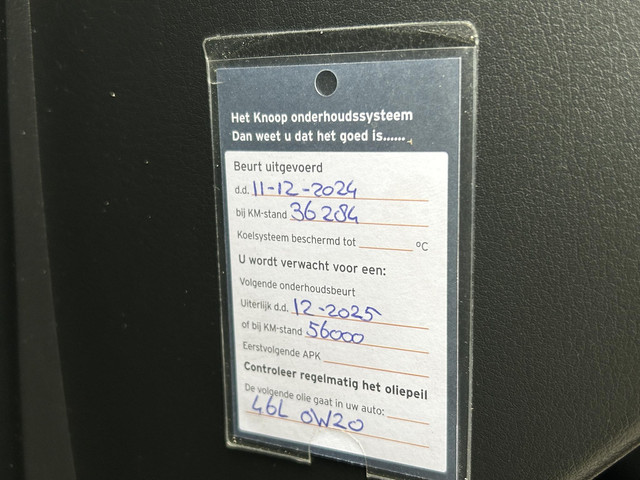 Het Knoop onderhoudssysteem
Dan weet u dat het goed is......
Beurt uitgevoerd
d.d. 11-12-2024
bij KM-stand 36284
Koelsysteem beschermd tot °C
U wordt verwacht voor een:
Volgende onderhoudsbeurt
Uiterlijk d.d. 12-2025
of bij KM-stand 56000
Eerstvolgende APK
Controleer regelmatig het oliepeil
De volgende olie gaat in uw auto:
46L 0W20